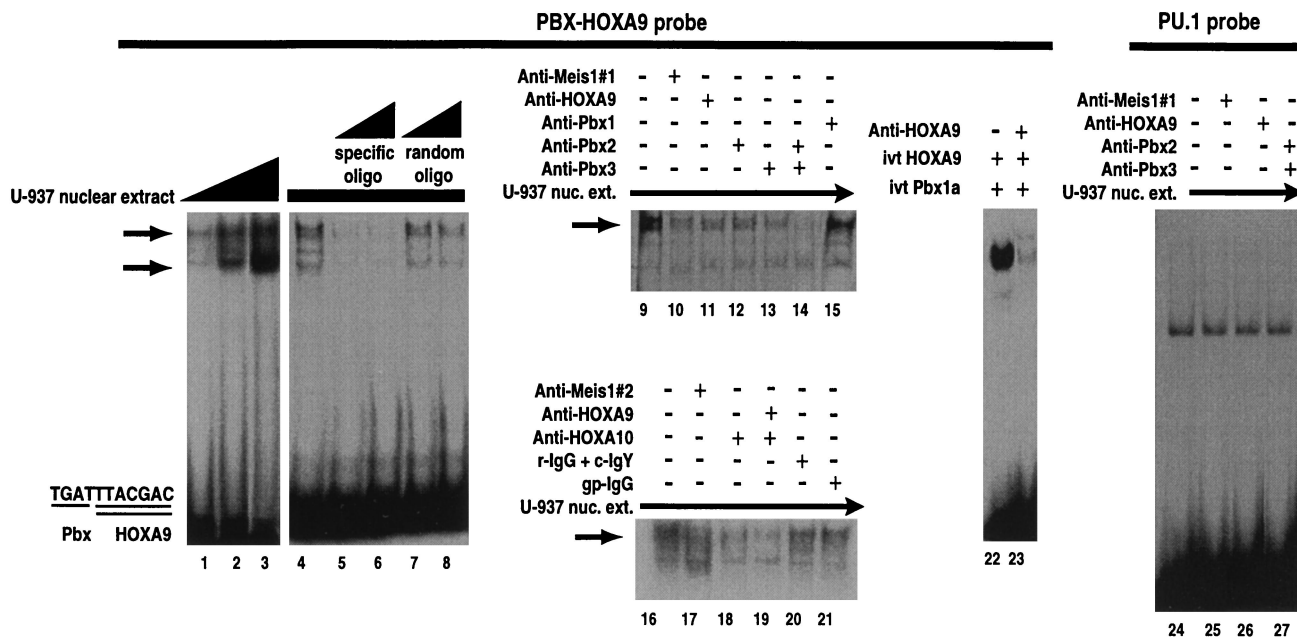 PBX-HOXA9 probe
PU.1 probe
U-937 nuclear extract
specific oligo
random oligo
TGATTTACGAC
Pbx HOXA9
1 2 3 4 5 6 7 8
Anti-Meis1#1 - + - - - - -
Anti-HOXA9 - - + - - - -
Anti-Pbx1 - - - - - - +
Anti-Pbx2 - - - + - + -
Anti-Pbx3 - - - - + + -
U-937 nuc. ext.
9 10 11 12 13 14 15
Anti-Meis1#2 - + - - - -
Anti-HOXA9 - - - + - -
Anti-HOXA10 - - + + - -
r-IgG + c-IgY - - - - + -
gp-IgG - - - - - +
U-937 nuc. ext.
16 17 18 19 20 21
Anti-HOXA9 - +
ivt HOXA9 + +
ivt Pbx1a + +
22 23
Anti-Meis1#1 - + - -
Anti-HOXA9 - - + -
Anti-Pbx2 - - - +
Anti-Pbx3 - - - +
U-937 nuc. ext.
24 25 26 27